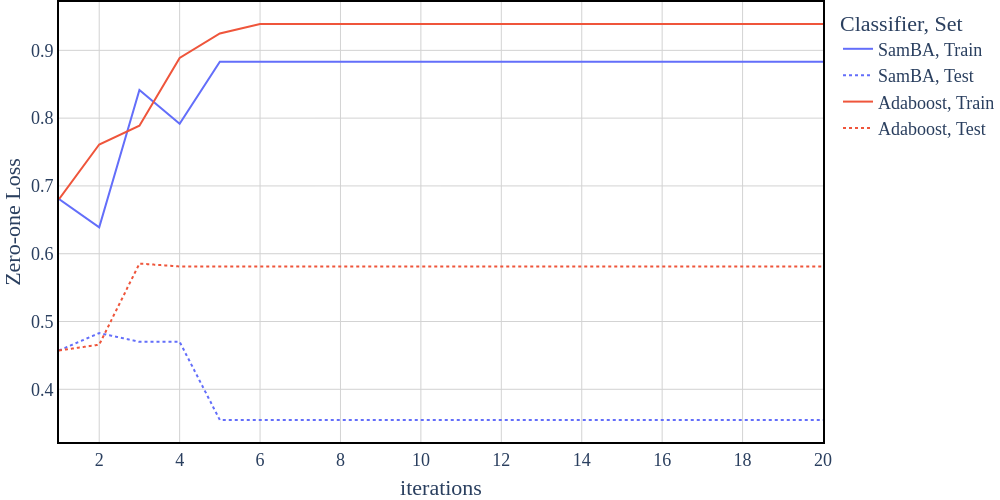 Classifier, Set
SamBA, Train
SamBA, Test
Adaboost, Train
Adaboost, Test
Zero-one Loss
0.9
0.8
0.7
0.6
0.5
0.4
2 4 6 8 10 12 14 16 18 20
iterations